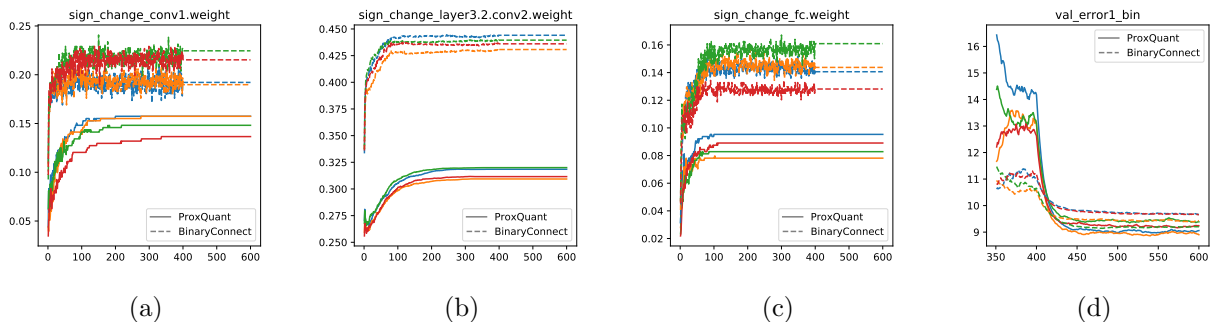 sign_change_conv1.weight
0.25
0.20
0.15
0.10
0.05
0 100 200 300 400 500 600
ProxQuant
BinaryConnect
(a)
sign_change_layer3.2.conv2.weight
0.450
0.425
0.400
0.375
0.350
0.325
0.300
0.275
0.250
0 100 200 300 400 500 600
ProxQuant
BinaryConnect
(b)
sign_change_fc.weight
0.16
0.14
0.12
0.10
0.08
0.06
0.04
0.02
0 100 200 300 400 500 600
ProxQuant
BinaryConnect
(c)
val_error1_bin
16
15
14
13
12
11
10
9
350 400 450 500 550 600
ProxQuant
BinaryConnect
(d)